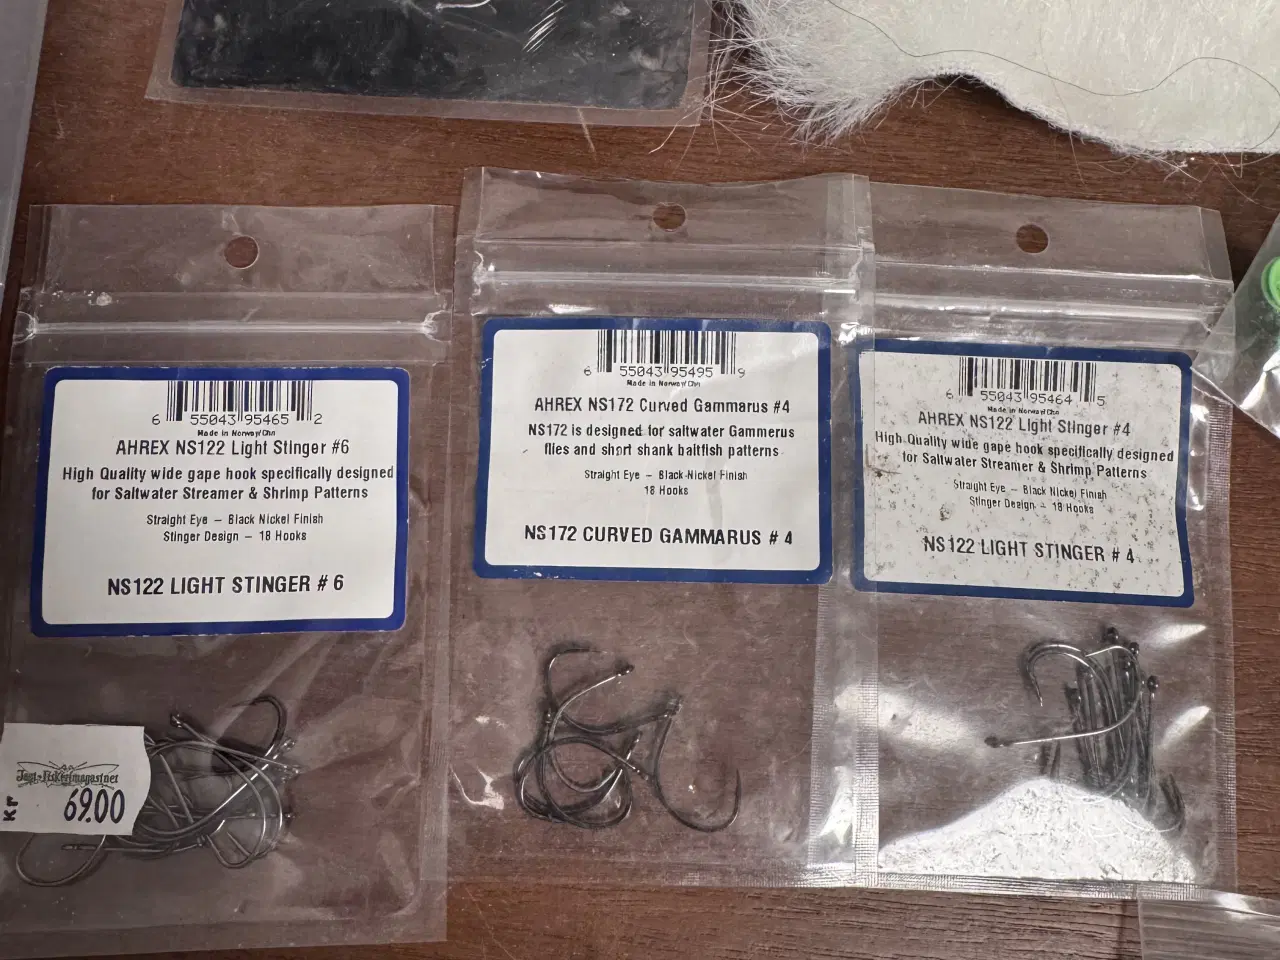 6 55043 95465 2
Made in Norway/Chn
AHREX NS122 Light Stinger #6
High Quality wide gape hook specifically designed
for Saltwater Streamer & Shrimp Patterns
Straight Eye – Black Nickel Finish
Stinger Design – 18 Hooks
NS122 LIGHT STINGER # 6
Jagt-Fiskerimagasinet
Kr 69.00
6 55043 95495 9
Made in Norway/Chn
AHREX NS172 Curved Gammarus #4
NS172 is designed for saltwater Gammerus
flies and short shank baitfish patterns
Straight Eye – Black Nickel Finish
18 Hooks
NS172 CURVED GAMMARUS # 4
6 55043 95464 5
Made in Norway/Chn
AHREX NS122 Light Stinger #4
High Quality wide gape hook specifically designed
for Saltwater Streamer & Shrimp Patterns
Straight Eye – Black Nickel Finish
Stinger Design – 18 Hooks
NS122 LIGHT STINGER # 4